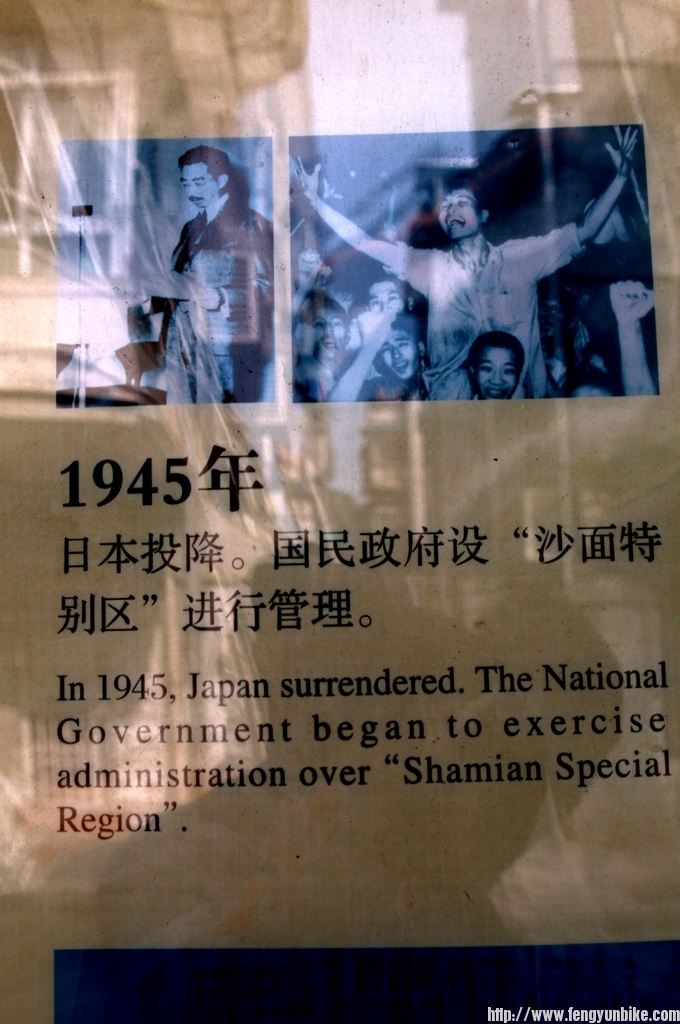 1945年
日本投降。国民政府设“沙面特
别区”进行管理。
In 1945, Japan surrendered. The National
Government began to exercise
administration over “Shamian Special
Region”.
http://www.fengyunbike.com